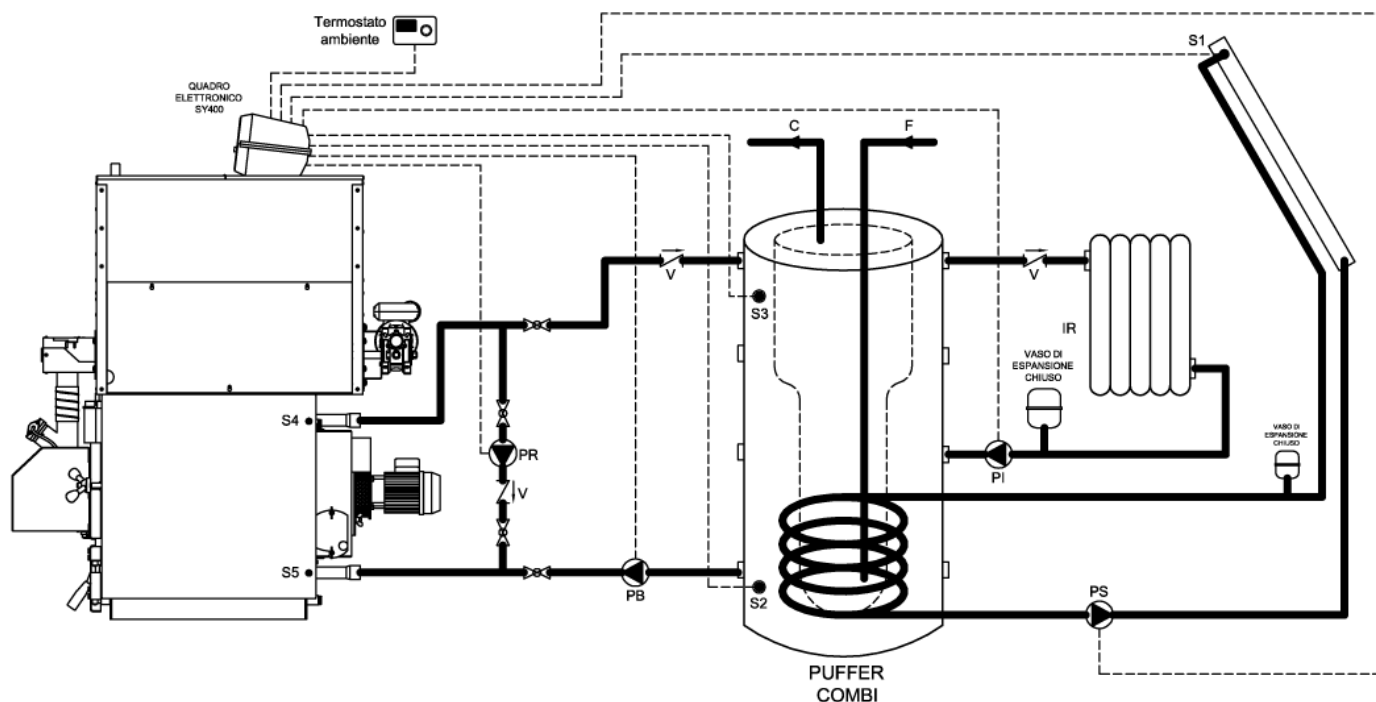 Termostato
ambiente
S1
QUADRO
ELETTRONICO
SY400
C
F
V
V
S3
IR
VASO DI
ESPANSIONE
CHIUSO
S4
VASO DI
ESPANSIONE
CHIUSO
PR
PI
V
S5
PB
S2
PS
PUFFER
COMBI